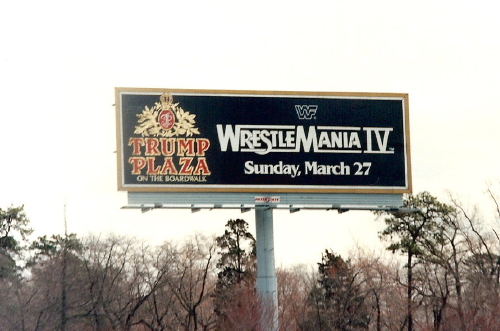 TRUMP
PLAZA
ON THE BOARDWALK
WF
WRESTLEMANIA IV
Sunday, March 27